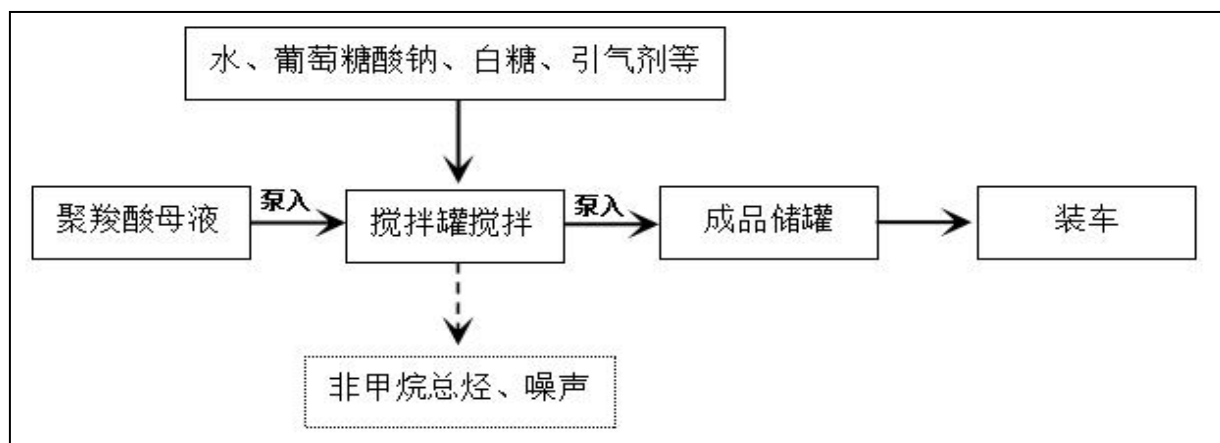 水、葡萄糖酸钠、白糖、引气剂等
聚羧酸母液
泵入
搅拌罐搅拌
泵入
成品储罐
装车
非甲烷总烃、噪声